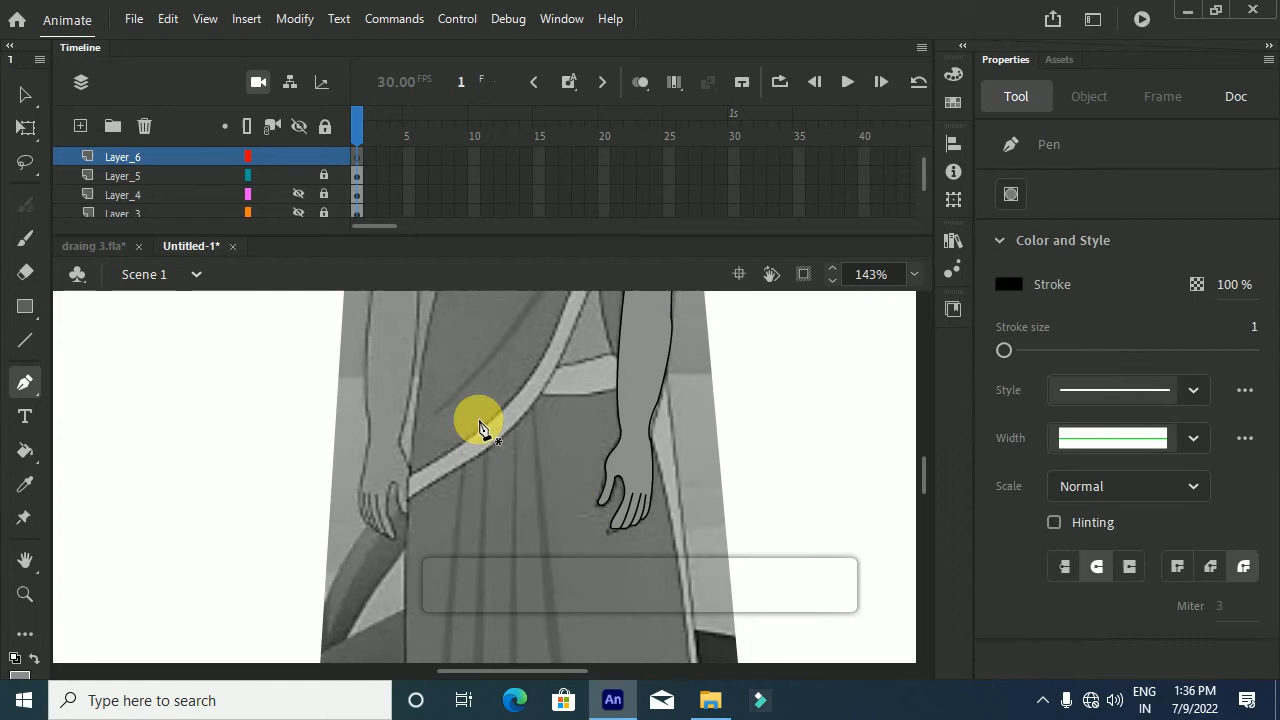 Animate File Edit View Insert Modify Text Commands Control Debug Window Help
Timeline
30.00 FPS 1 F
1s
5 10 15 20 25 30 35 40
Layer_6
Layer_5
Layer_4
Layer_3
draing 3.fla* Untitled-1*
Scene 1 143%
1
Properties Assets
Tool Object Frame Doc
Pen
Color and Style
Stroke 100 %
Stroke size 1
Style
Width
Scale Normal
Hinting
Miter 3
Type here to search
An
ENG
IN
1:36 PM
7/9/2022